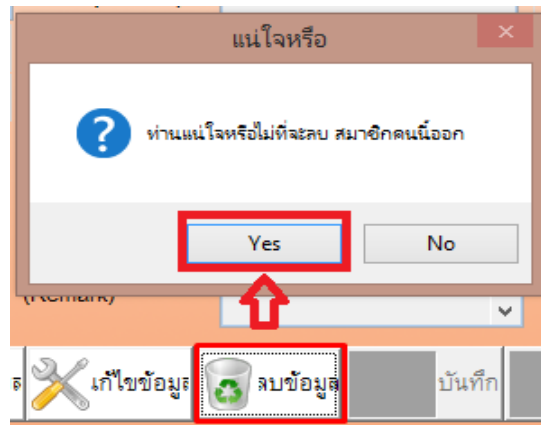 แน่ใจหรือ
ท่านแน่ใจหรือไม่ที่จะลบ สมาชิกคนนี้ออก
Yes No
(Remark)
แก้ไขข้อมูล ลบข้อมูล บันทึก